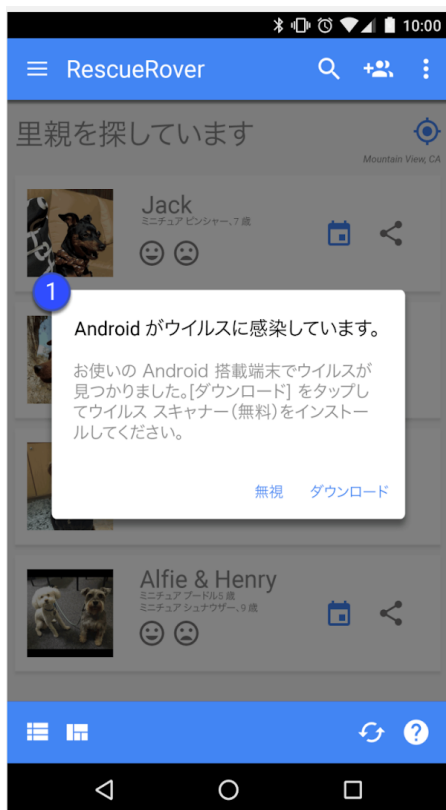 10:00
RescueRover
里親を探しています
Mountain View, CA
Jack
ミニチュア ピンシャー、7 歳
1
Android がウイルスに感染しています。
お使いの Android 搭載端末でウイルスが
見つかりました。[ダウンロード] をタップし
てウイルス スキャナー（無料）をインストー
ルしてください。
無視 ダウンロード
Alfie & Henry
ミニチュア プードル5 歳
ミニチュア シュナウザー、9 歳